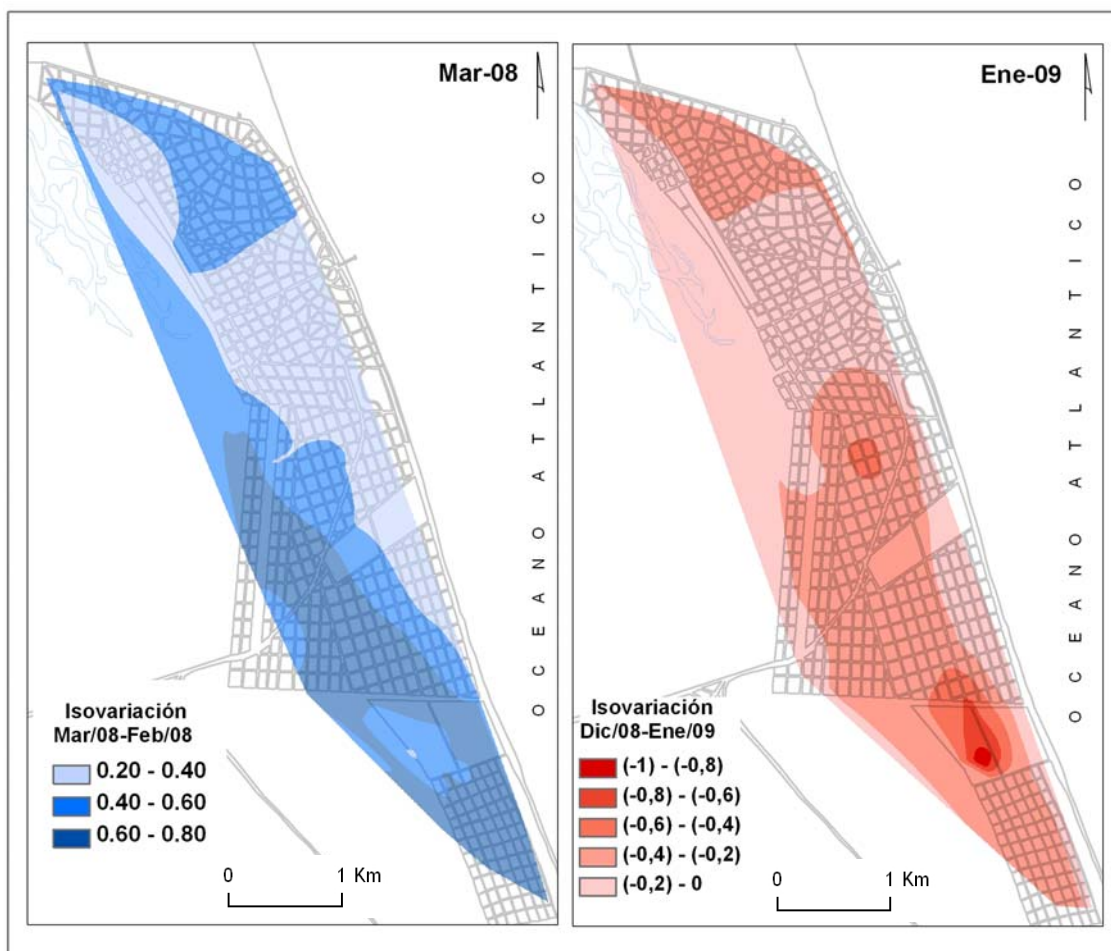 Mar-08
OCEANO ATLANTICO
Isovariación
Mar/08-Feb/08
0.20 - 0.40
0.40 - 0.60
0.60 - 0.80
0 1 Km
Ene-09
OCEANO ATLANTICO
Isovariación
Dic/08-Ene/09
(-1) - (-0,8)
(-0,8) - (-0,6)
(-0,6) - (-0,4)
(-0,4) - (-0,2)
(-0,2) - 0
0 1 Km